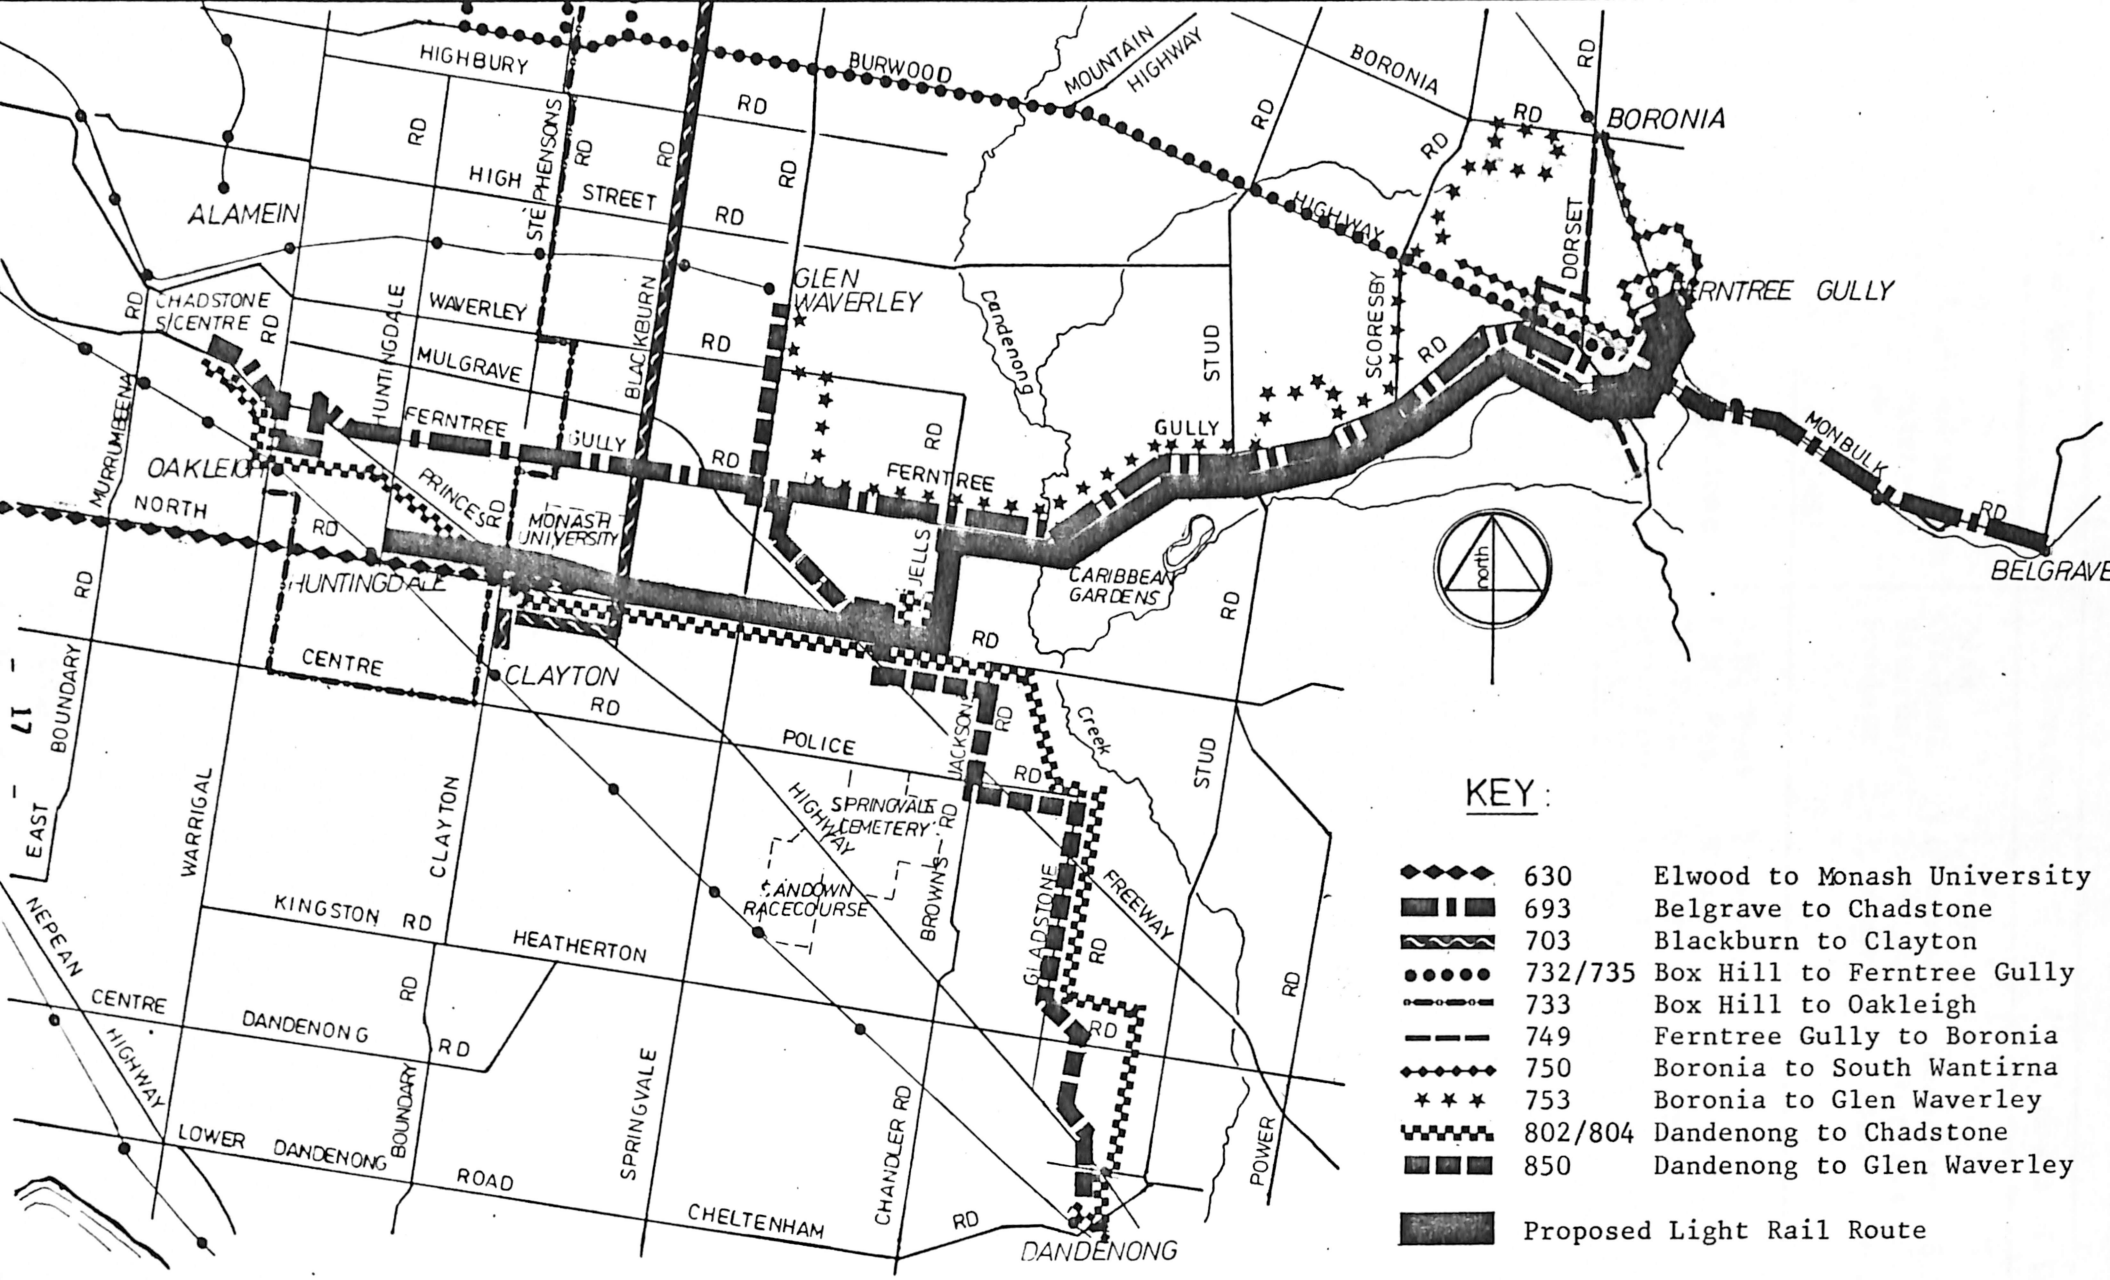 HIGHBURY
RD
BURWOOD
MOUNTAIN
HIGHWAY
BORONIA
RD
RD
BORONIA
RD
RD
STEPHENSONS
RD
RD
RD
RD
RD
HIGH
STREET
RD
ALAMEIN
HIGHWAY
DORSET
GLEN
WAVERLEY
RNTREE GULLY
CHADSTONE
S/CENTRE
RD
RD
HUNTINGDALE
WAVERLEY
RD
BLACKBURN
Dandenong
STUD
SCORESBY
RD
MULGRAVE
MURRUMBEENA
FERNTREE
GULLY
RD
RD
FERNTREE
GULLY
MONBULK
RD
OAKLEIGH
PRINCES
RD
NORTH
RD
MONASH
UNIVERSITY
JELLS
HUNTINGDALE
CARIBBEAN
GARDENS
north
BELGRAVE
RD
RD
RD
BOUNDARY
CENTRE
CLAYTON
RD
POLICE
JACKSONS
RD
RD
Creek
STUD
- 17 -
EAST
WARRIGAL
CLAYTON
HIGHWAY
SPRINGVALE
CEMETERY
RD
SANDOWN
RACECOURSE
BROWNS
GLADSTONE
RD
FREEWAY
KINGSTON RD
HEATHERTON
RD
NEPEAN
HIGHWAY
CENTRE
DANDENONG
RD
RD
BOUNDARY
RD
LOWER DANDENONG
ROAD
SPRINGVALE
CHANDLER RD
CHELTENHAM
RD
POWER
DANDENONG
KEY:
630 Elwood to Monash University
693 Belgrave to Chadstone
703 Blackburn to Clayton
732/735 Box Hill to Ferntree Gully
733 Box Hill to Oakleigh
749 Ferntree Gully to Boronia
750 Boronia to South Wantirna
753 Boronia to Glen Waverley
802/804 Dandenong to Chadstone
850 Dandenong to Glen Waverley
Proposed Light Rail Route